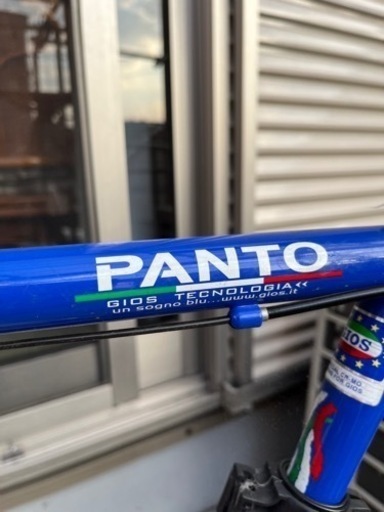 PANTO
GIOS TECNOLOGIA
un sogno blu...www.gios.it
GIOS